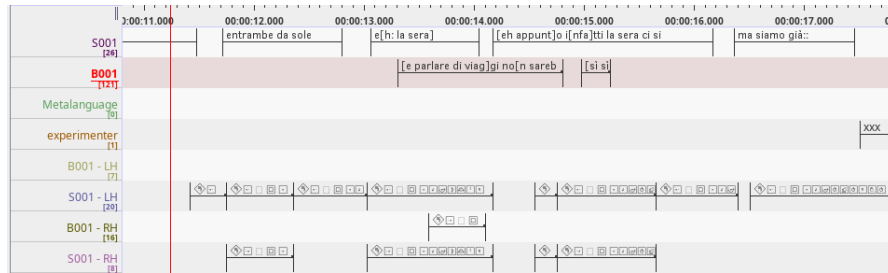 0:00:11.000 00:00:12.000 00:00:13.000 00:00:14.000 00:00:15.000 00:00:16.000 00:00:17.000
S001 entrambe da sole e[h: la sera] [eh appunt]o i[nfa]tti la sera ci si ma siamo già::
[26]
B001 [e parlare di viag]gi no[n sareb [sì sì
[121]
Metalanguage
[0]
experimenter xxx
[1]
B001 - LH
[7]
S001 - LH
[20]
B001 - RH
[16]
S001 - RH
[8]